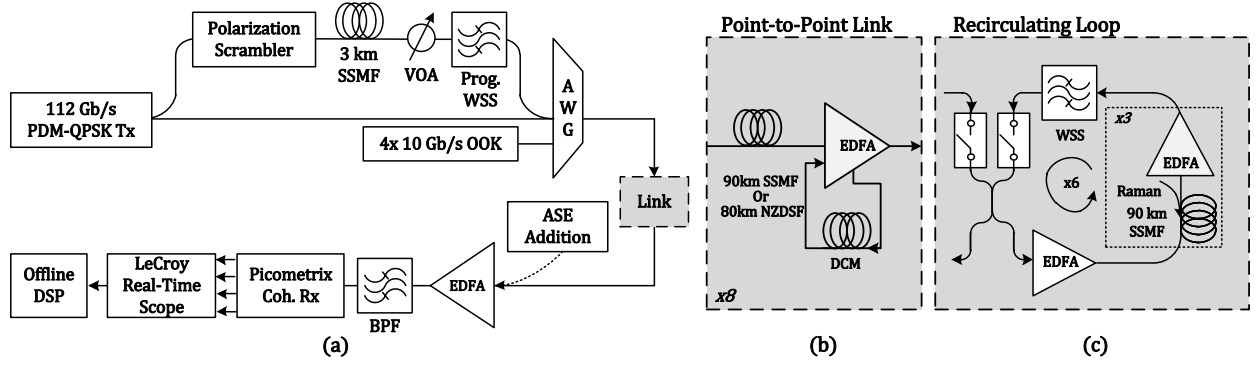 Polarization
Scrambler
3 km
SSMF
VOA
Prog.
WSS
112 Gb/s
PDM-QPSK Tx
4x 10 Gb/s OOK
A
W
G
Link
ASE
Addition
Offline
DSP
LeCroy
Real-Time
Scope
Picometrix
Coh. Rx
BPF
EDFA
(a)
Point-to-Point Link
EDFA
90km SSMF
Or
80km NZDSF
DCM
x8
(b)
Recirculating Loop
WSS
x3
EDFA
x6
Raman
90 km
SSMF
EDFA
(c)